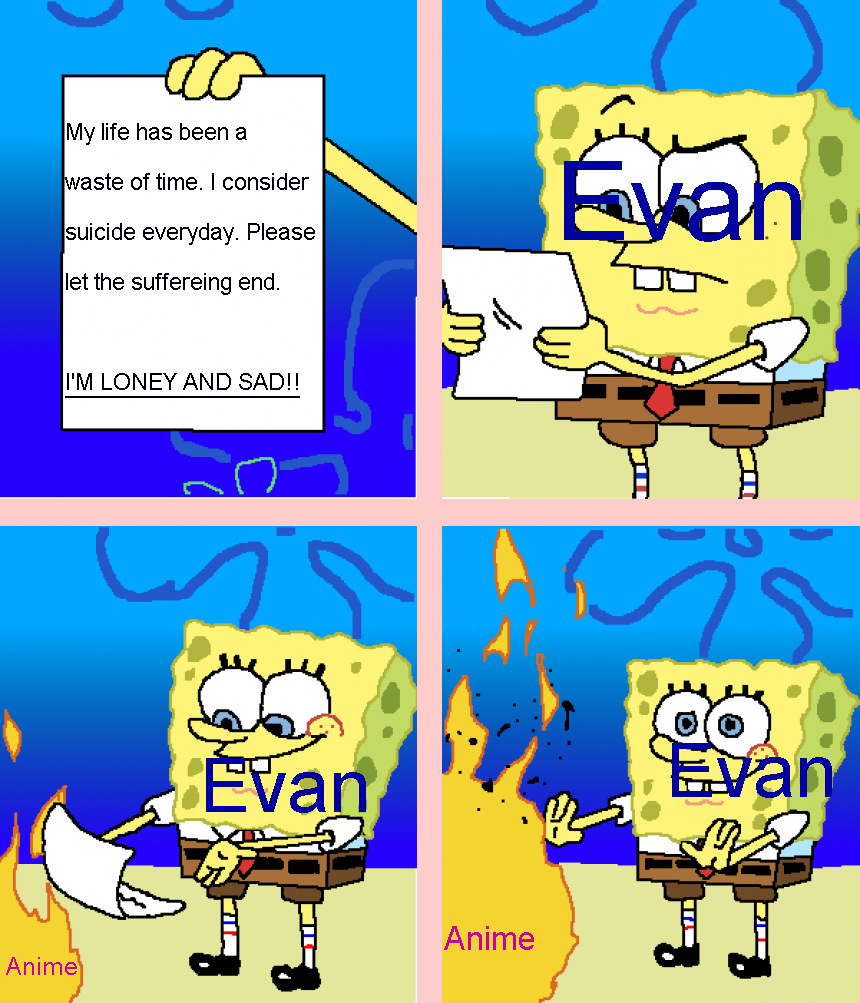 My life has been a
waste of time. I consider
suicide everyday. Please
let the suffereing end.
I'M LONEY AND SAD!!
Evan
Evan
Anime
Evan
Anime